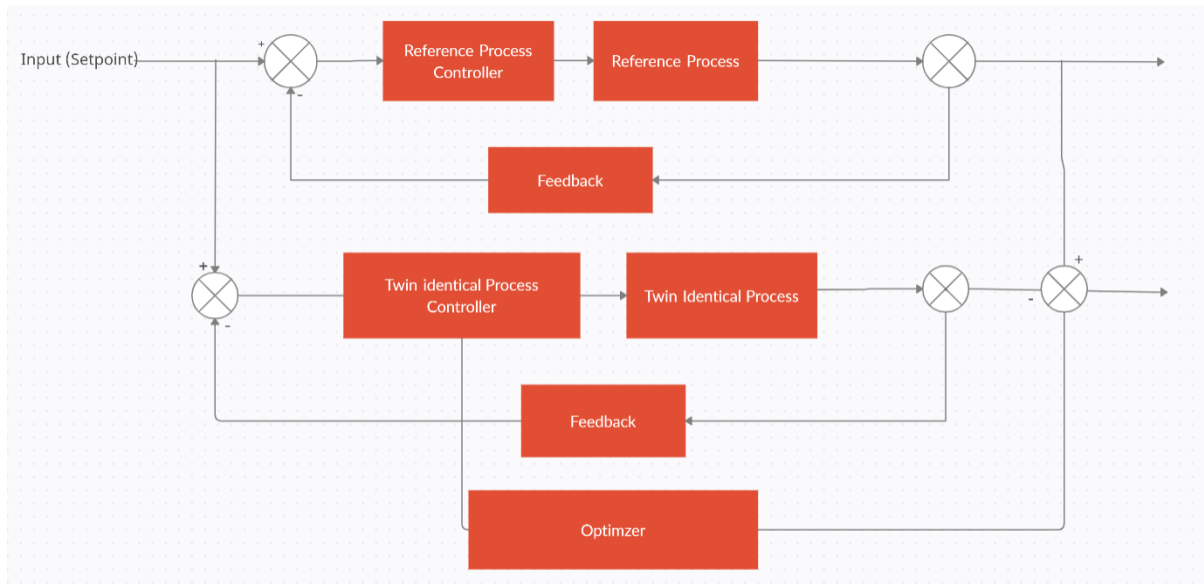 +
Input (Setpoint)
Reference Process
Controller
Reference Process
-
Feedback
+
+
Twin identical Process
Controller
Twin Identical Process
-
-
Feedback
Optimzer